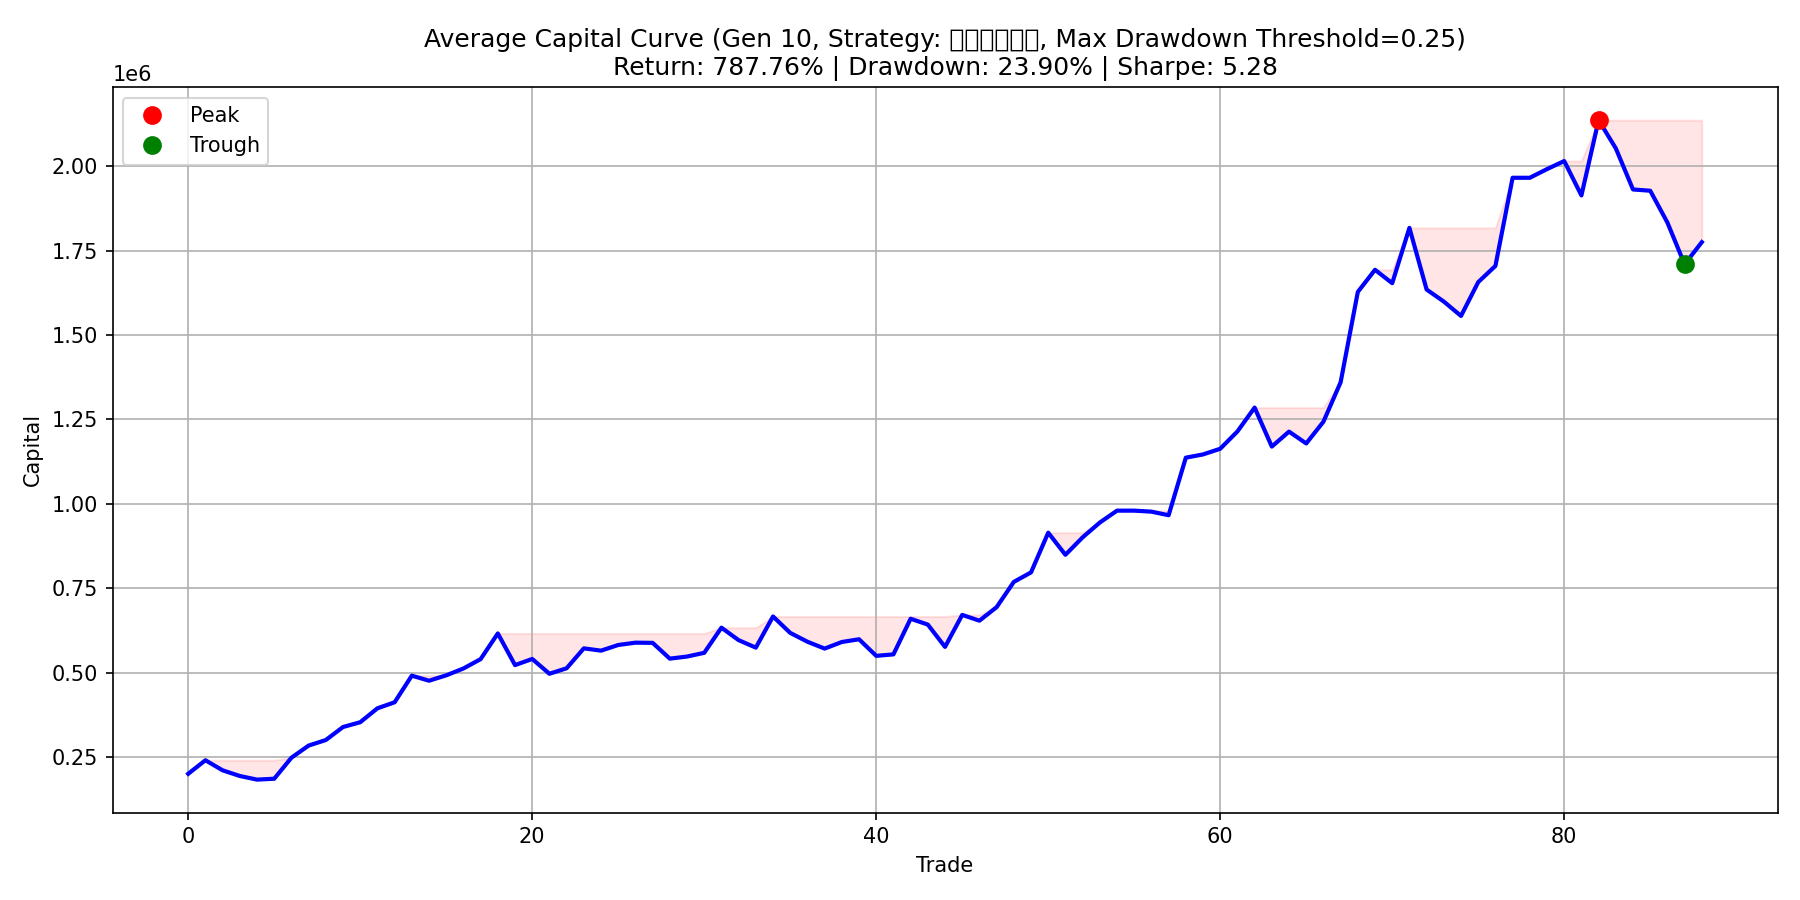 Average Capital Curve (Gen 10, Strategy: , Max Drawdown Threshold=0.25)
Return: 787.76% | Drawdown: 23.90% | Sharpe: 5.28
1e6
Peak
Trough
2.00
1.75
1.50
1.25
1.00
0.75
0.50
0.25
Capital
0 20 40 60 80
Trade